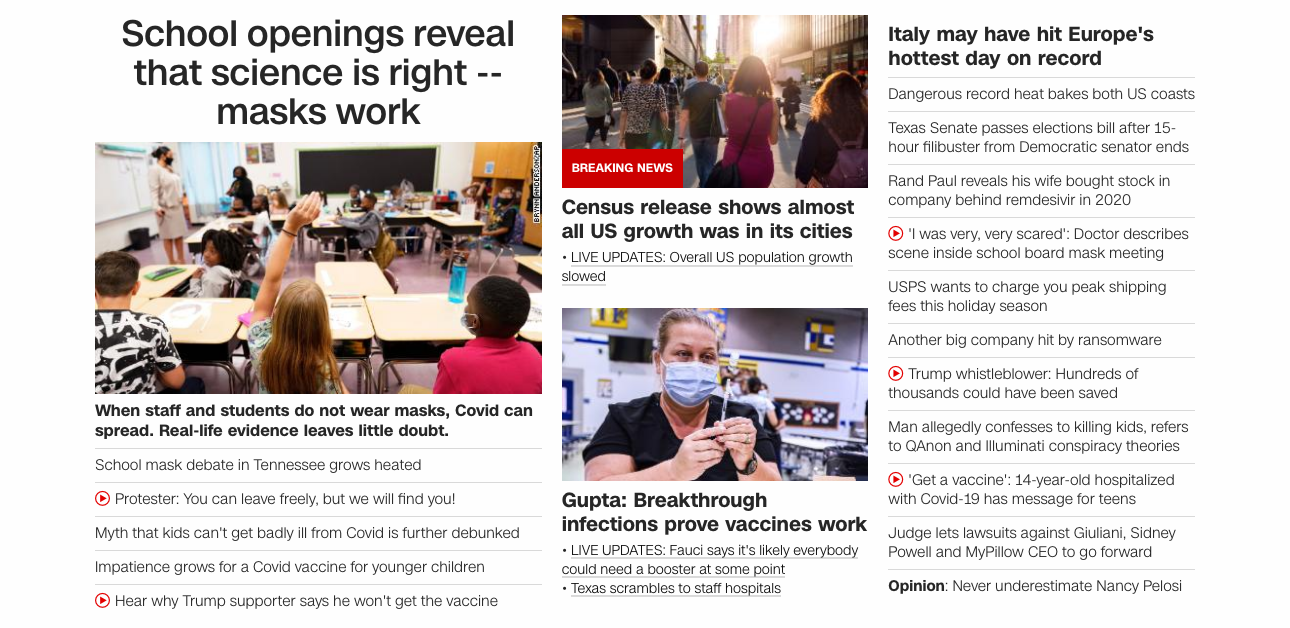 School openings reveal
that science is right --
masks work
BRYNN ANDERSON/AP
When staff and students do not wear masks, Covid can
spread. Real-life evidence leaves little doubt.
School mask debate in Tennessee grows heated
Protester: You can leave freely, but we will find you!
Myth that kids can't get badly ill from Covid is further debunked
Impatience grows for a Covid vaccine for younger children
Hear why Trump supporter says he won't get the vaccine
BREAKING NEWS
Census release shows almost
all US growth was in its cities
• LIVE UPDATES: Overall US population growth
slowed
Gupta: Breakthrough
infections prove vaccines work
• LIVE UPDATES: Fauci says it's likely everybody
could need a booster at some point
• Texas scrambles to staff hospitals
Italy may have hit Europe's
hottest day on record
Dangerous record heat bakes both US coasts
Texas Senate passes elections bill after 15-
hour filibuster from Democratic senator ends
Rand Paul reveals his wife bought stock in
company behind remdesivir in 2020
'I was very, very scared': Doctor describes
scene inside school board mask meeting
USPS wants to charge you peak shipping
fees this holiday season
Another big company hit by ransomware
Trump whistleblower: Hundreds of
thousands could have been saved
Man allegedly confesses to killing kids, refers
to QAnon and Illuminati conspiracy theories
'Get a vaccine': 14-year-old hospitalized
with Covid-19 has message for teens
Judge lets lawsuits against Giuliani, Sidney
Powell and MyPillow CEO to go forward
Opinion: Never underestimate Nancy Pelosi